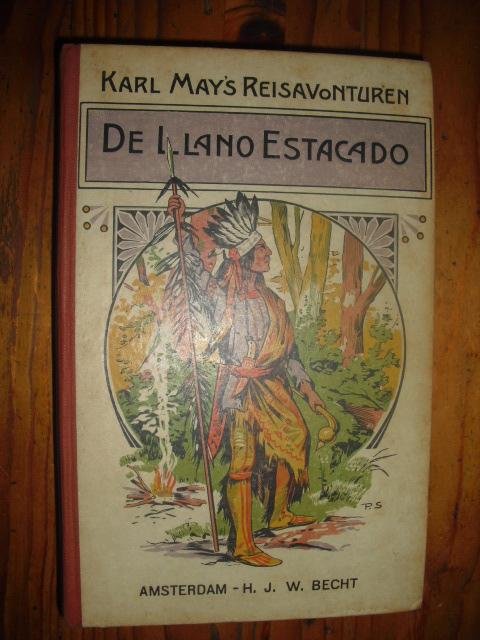 KARL MAY'S REISAVONTUREN
DE LLANO ESTACADO
P.S
AMSTERDAM - H. J. W. BECHT